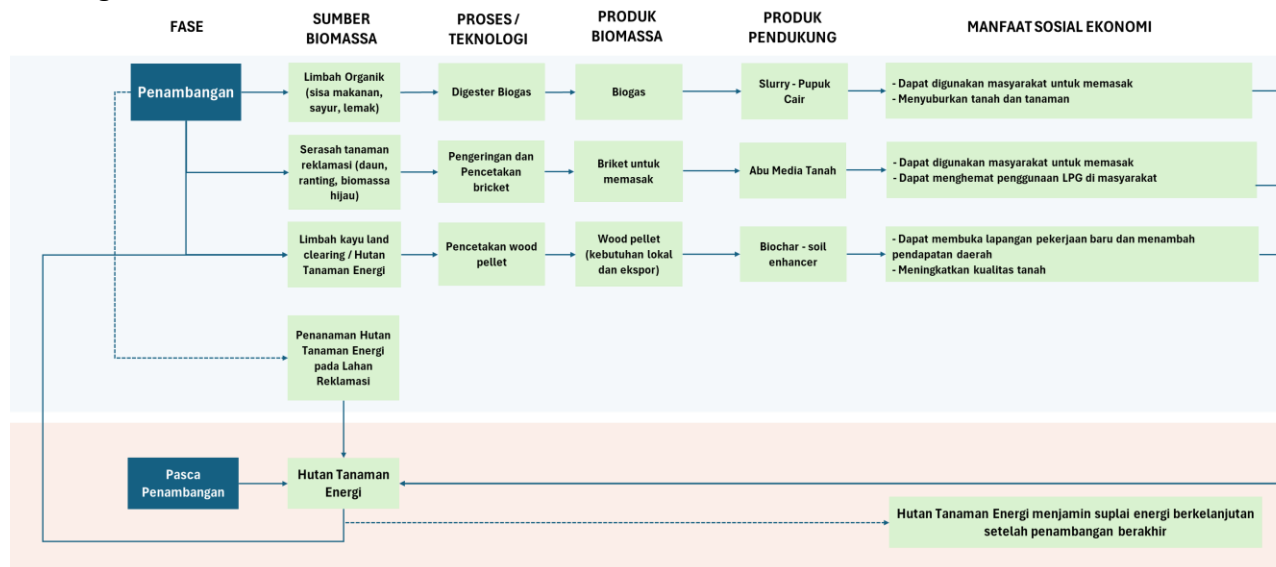 FASE
SUMBER
BIOMASSA
PROSES /
TEKNOLOGI
PRODUK
BIOMASSA
PRODUK
PENDUKUNG
MANFAAT SOSIAL EKONOMI
Penambangan
Limbah Organik
(sisa makanan,
sayur, lemak)
Digester Biogas
Biogas
Slurry - Pupuk
Cair
- Dapat digunakan masyarakat untuk memasak
- Menyuburkan tanah dan tanaman
Serasah tanaman
reklamasi (daun,
ranting, biomassa
hijau)
Pengeringan dan
Pencetakan
bricket
Briket untuk
memasak
Abu Media Tanah
- Dapat digunakan masyarakat untuk memasak
- Dapat menghemat penggunaan LPG di masyarakat
Limbah kayu land
clearing / Hutan
Tanaman Energi
Pencetakan wood
pellet
Wood pellet
(kebutuhan lokal
dan ekspor)
Biochar - soil
enhancer
- Dapat membuka lapangan pekerjaan baru dan menambah
pendapatan daerah
- Meningkatkan kualitas tanah
Penanaman Hutan
Tanaman Energi
pada Lahan
Reklamasi
Pasca
Penambangan
Hutan Tanaman
Energi
Hutan Tanaman Energi menjamin suplai energi berkelanjutan
setelah penambangan berakhir